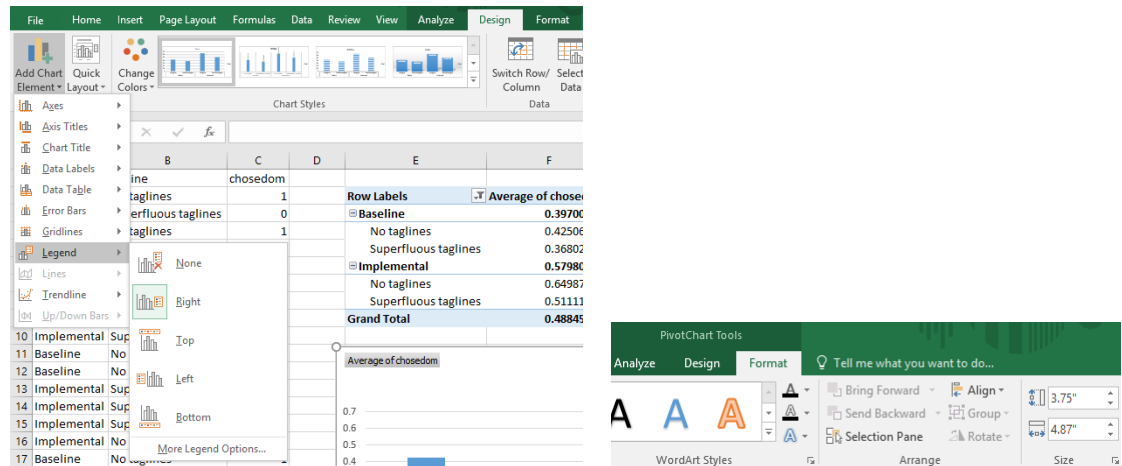 File Home Insert Page Layout Formulas Data Review View Analyze Design Format
Add Chart Element
Quick Layout
Change Colors
Switch Row/ Column
Select Data
Chart Styles
Data
Axes
Axis Titles
Chart Title
Data Labels
Data Table
Error Bars
Gridlines
Legend
Lines
Trendline
Up/Down Bars
None
Right
Top
Left
Bottom
More Legend Options...
fx
B C D E F
ine chosedom
taglines 1
erfluous taglines 0
taglines 1
Row Labels Average of chose
Baseline 0.39700
No taglines 0.42506
Superfluous taglines 0.36802
Implemental 0.57980
No taglines 0.64987
Superfluous taglines 0.51111
Grand Total 0.48845
10 Implemental Sup
11 Baseline No
12 Baseline No
13 Implemental Sup
14 Implemental Sup
15 Implemental Sup
16 Implemental No
17 Baseline No taglines 1
Average of chosedom
0.7
0.6
0.5
0.4
PivotChart Tools
Analyze Design Format Tell me what you want to do...
A A A
A
A
A
Bring Forward
Send Backward
Selection Pane
Align
Group
Rotate
3.75"
4.87"
WordArt Styles Arrange Size